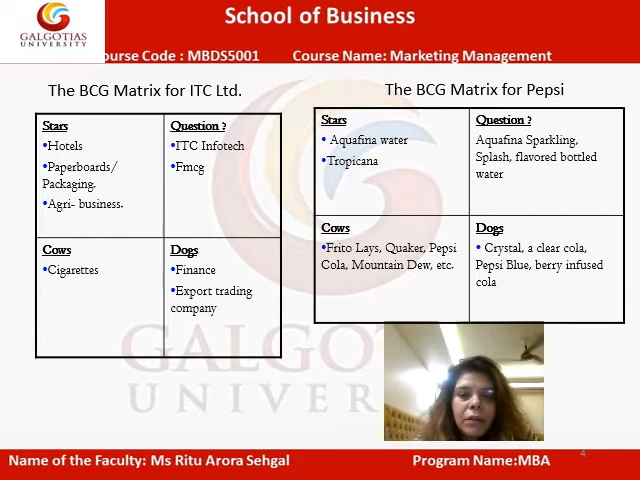 School of Business
GALGOTIAS
UNIVERSITY
ourse Code : MBDS5001 Course Name: Marketing Management
The BCG Matrix for ITC Ltd.
Stars
•Hotels
•Paperboards/
Packaging.
•Agri- business.
Question ?
•ITC Infotech
•Fmcg
Cows
•Cigarettes
Dogs
•Finance
•Export trading
company
The BCG Matrix for Pepsi
Stars
• Aquafina water
•Tropicana
Question ?
Aquafina Sparkling,
Splash, flavored bottled
water
Cows
•Frito Lays, Quaker, Pepsi
Cola, Mountain Dew, etc.
Dogs
• Crystal, a clear cola,
Pepsi Blue, berry infused
cola
GALGOT
UNIVER
4
Name of the Faculty: Ms Ritu Arora Sehgal Program Name:MBA